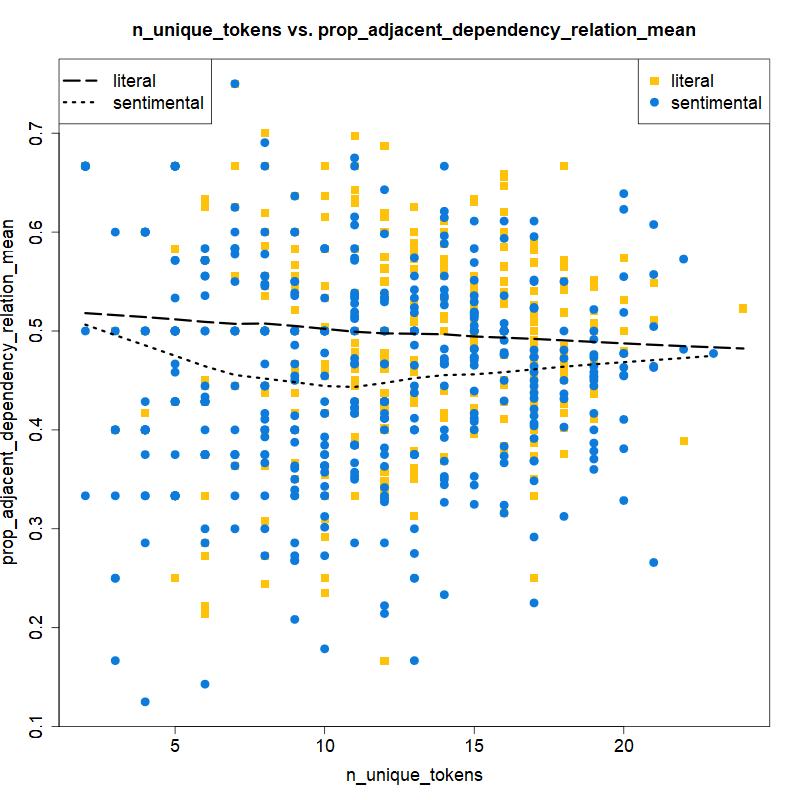 n_unique_tokens vs. prop_adjacent_dependency_relation_mean
literal
sentimental
literal
sentimental
prop_adjacent_dependency_relation_mean
0.7
0.6
0.5
0.4
0.3
0.2
0.1
5 10 15 20
n_unique_tokens